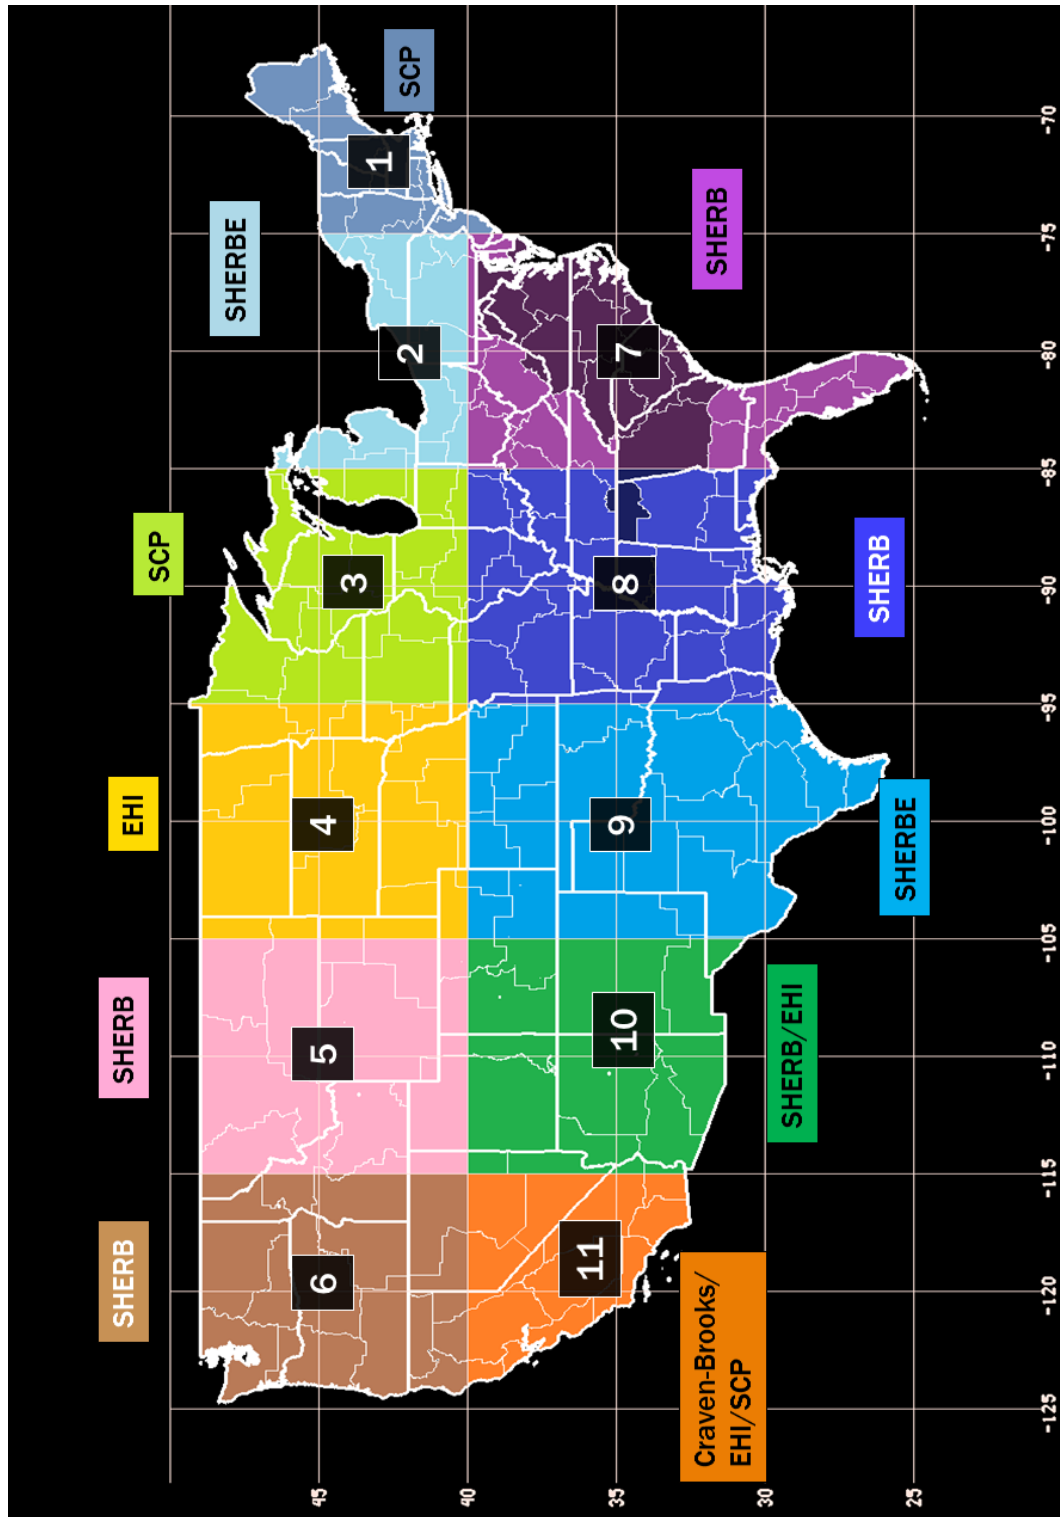 SHERB
EHI
SHERB
SCP
SHERBE
SCP
6
5
4
3
2
1
11
10
9
8
7
Craven-Brooks/
EHI/SCP
SHERB/EHI
SHERBE
SHERB
SHERB
45
40
35
30
25
-125
-120
-115
-110
-105
-100
-95
-90
-85
-80
-75
-70